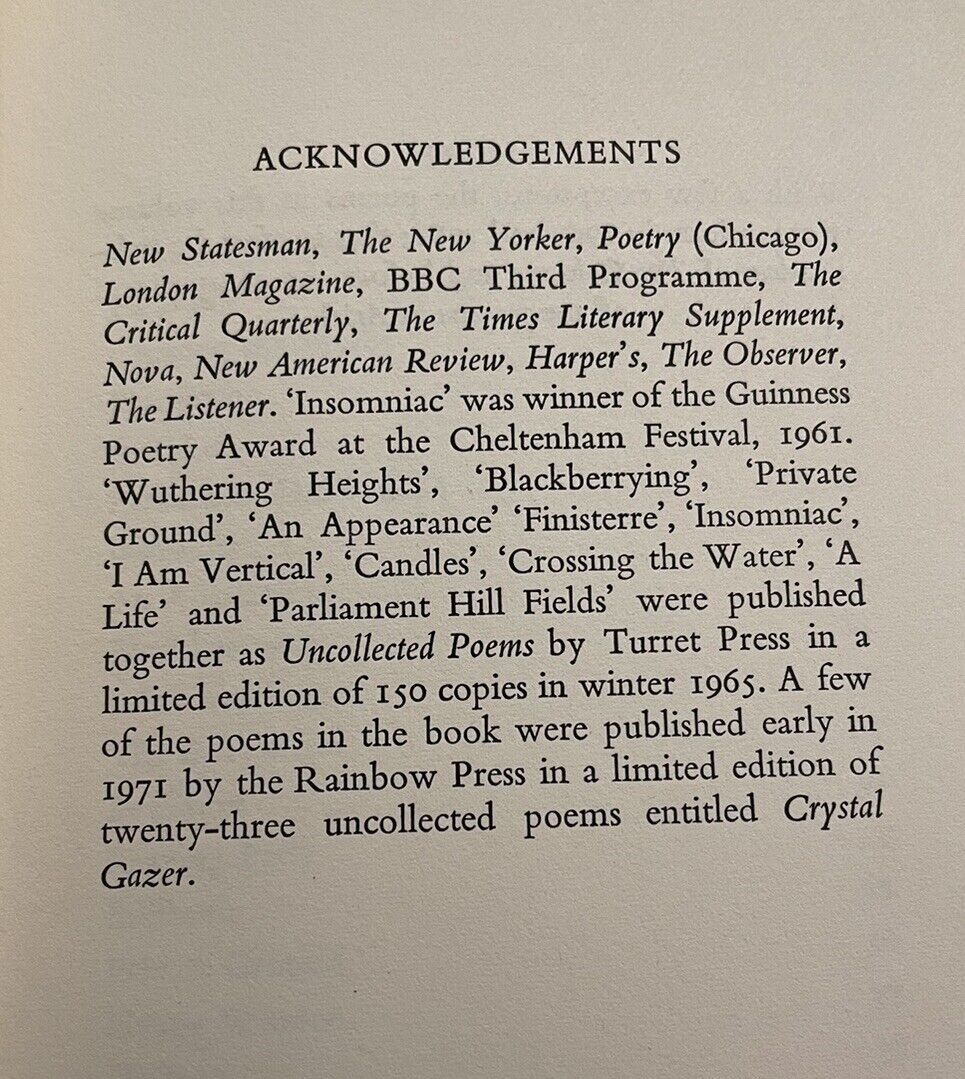 ACKNOWLEDGEMENTS
New Statesman, The New Yorker, Poetry (Chicago),
London Magazine, BBC Third Programme, The
Critical Quarterly, The Times Literary Supplement,
Nova, New American Review, Harper's, The Observer,
The Listener. ‘Insomniac’ was winner of the Guinness
Poetry Award at the Cheltenham Festival, 1961.
‘Wuthering Heights’, ‘Blackberrying’, ‘Private
Ground’, ‘An Appearance’ ‘Finisterre’, ‘Insomniac’,
‘I Am Vertical’, ‘Candles’, ‘Crossing the Water’, ‘A
Life’ and ‘Parliament Hill Fields’ were published
together as Uncollected Poems by Turret Press in a
limited edition of 150 copies in winter 1965. A few
of the poems in the book were published early in
1971 by the Rainbow Press in a limited edition of
twenty-three uncollected poems entitled Crystal
Gazer.